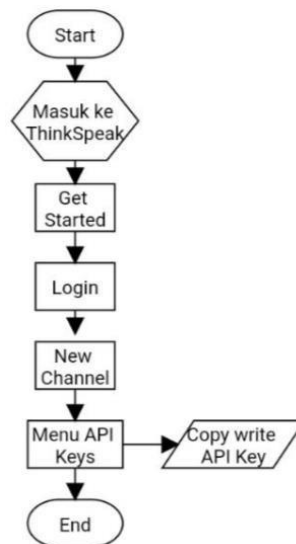 Start
Masuk ke
ThinkSpeak
Get
Started
Login
New
Channel
Menu API
Keys
Copy write
API Key
End